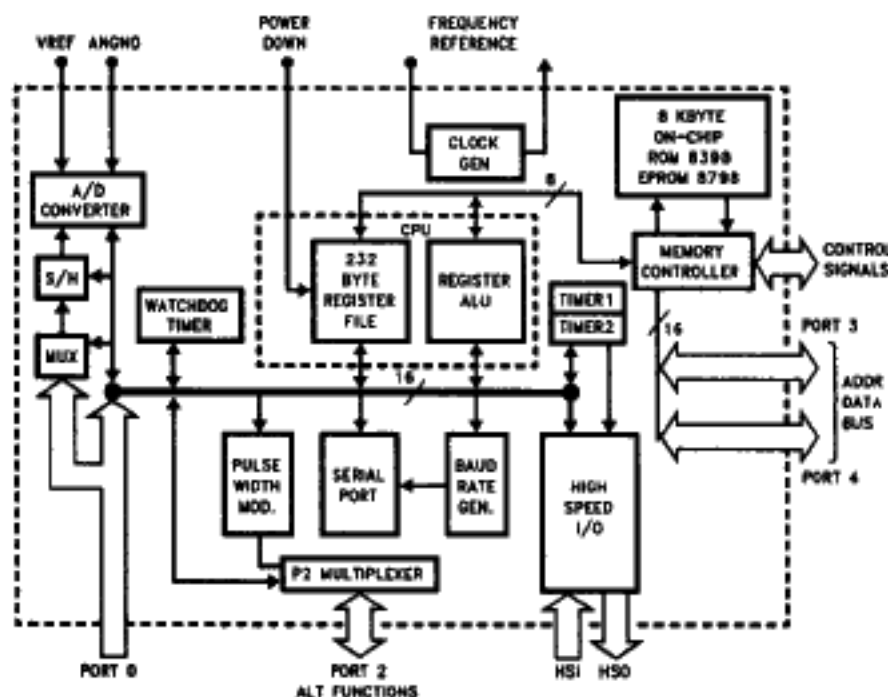 VREF ANGND
POWER
DOWN
FREQUENCY
REFERENCE
8 KBYTE
ON-CHIP
ROM 8398
EPROM 8798
CLOCK
GEN
A/D
CONVERTER
8
CPU
232
BYTE
REGISTER
FILE
REGISTER
ALU
MEMORY
CONTROLLER
CONTROL
SIGNALS
S/H
WATCHDOG
TIMER
TIMER1
TIMER2
16
PORT 3
MUX
16
ADDR
DATA
BUS
PULSE
WIDTH
MOD.
SERIAL
PORT
BAUD
RATE
GEN.
HIGH
SPEED
I/O
PORT 4
P2 MULTIPLEXER
PORT 0
PORT 2
ALT FUNCTIONS
HSI
HSO